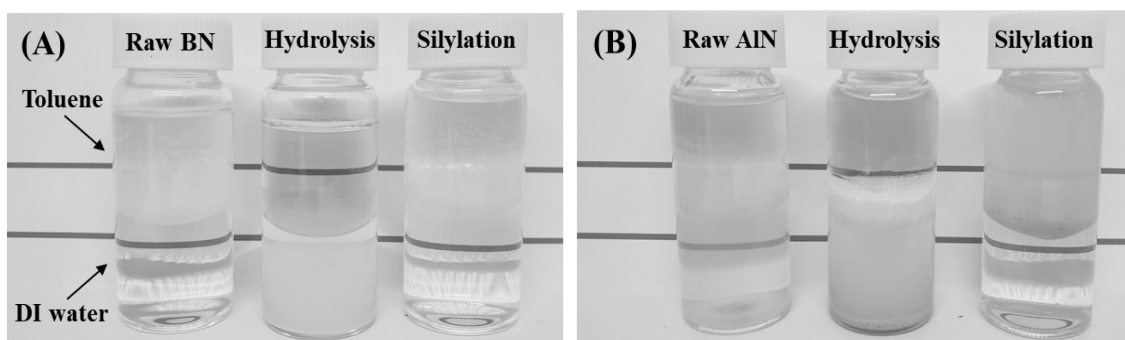 (A)
Raw BN
Hydrolysis
Silylation
Toluene
DI water
(B)
Raw AlN
Hydrolysis
Silylation